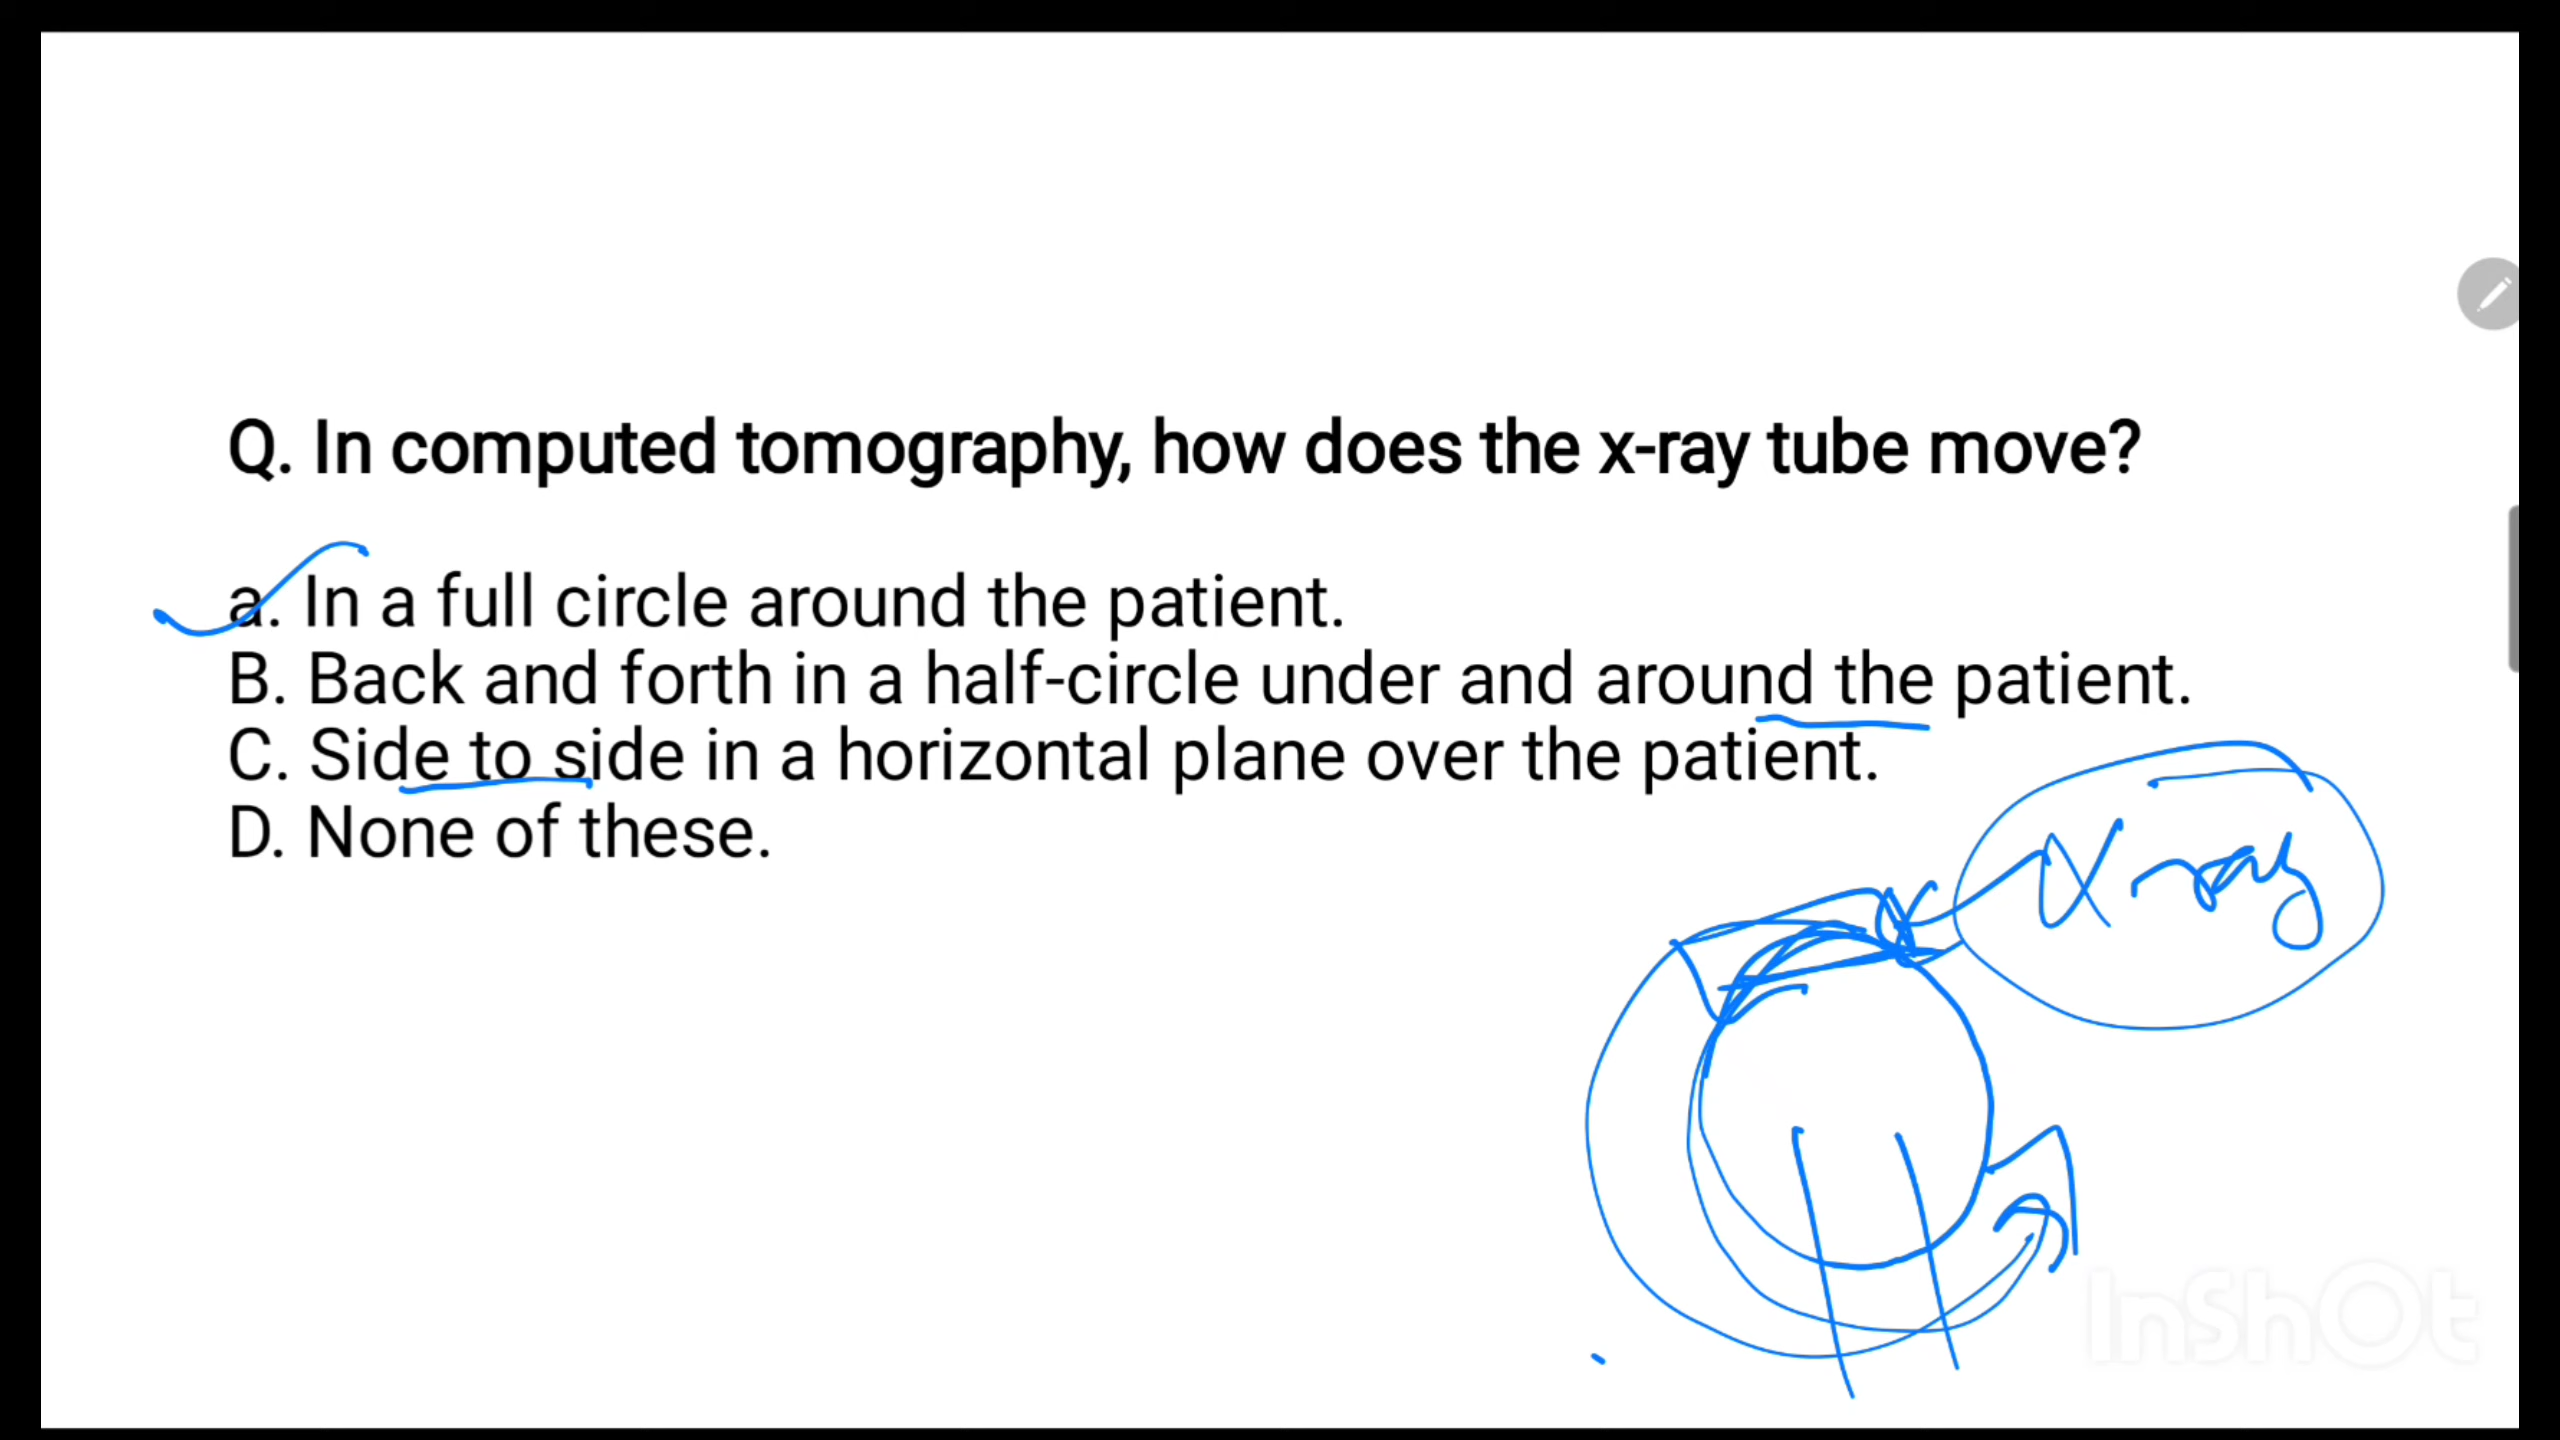 Q. In computed tomography, how does the x-ray tube move?
a. In a full circle around the patient.
B. Back and forth in a half-circle under and around the patient.
C. Side to side in a horizontal plane over the patient.
D. None of these.
X-ray
InShOt